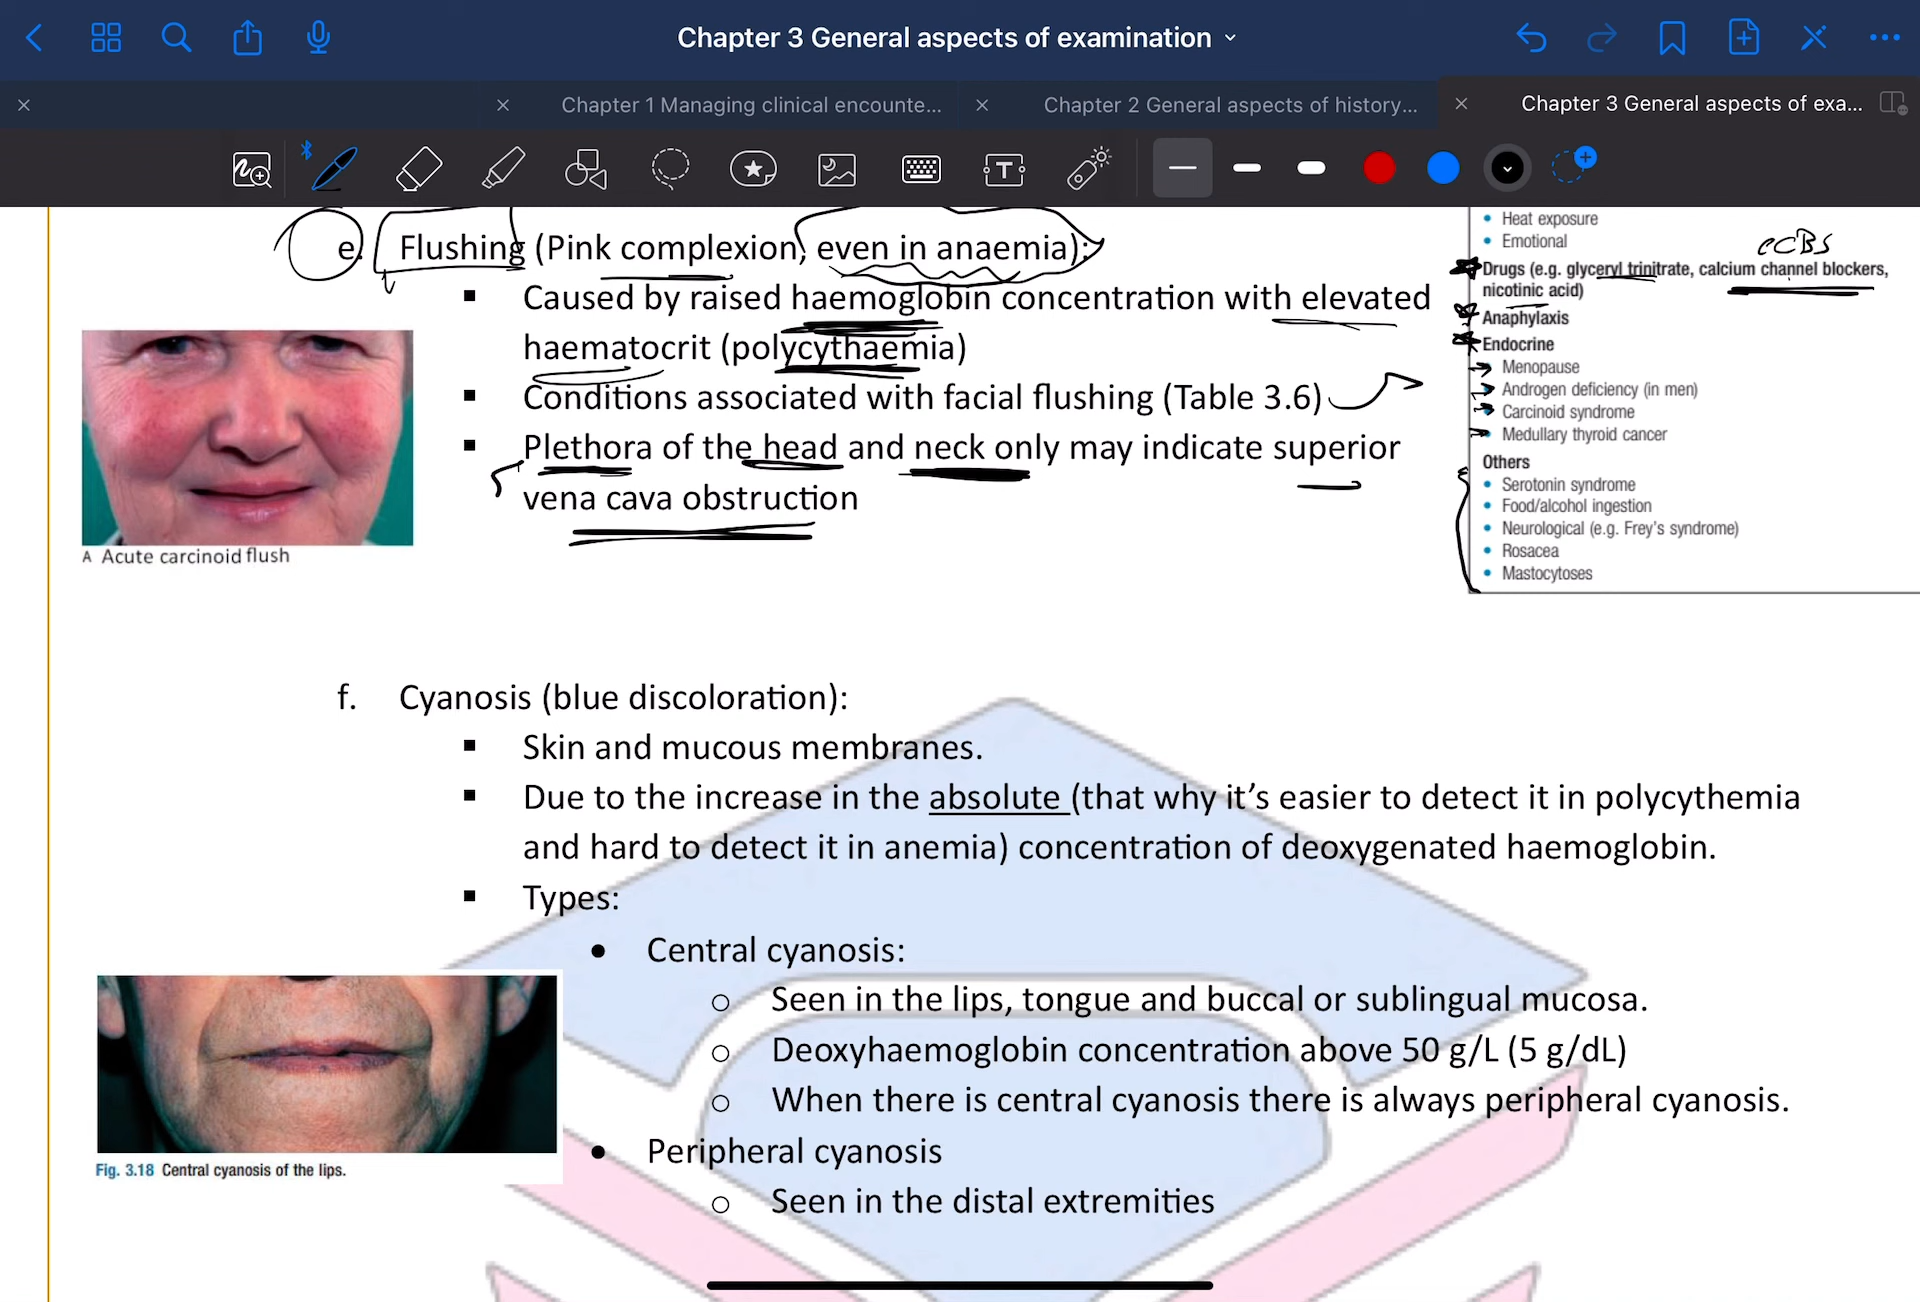 Chapter 3 General aspects of examination
Chapter 1 Managing clinical encounte...
Chapter 2 General aspects of history...
Chapter 3 General aspects of exa...
T
e. Flushing (Pink complexion, even in anaemia):
Caused by raised haemoglobin concentration with elevated
haematocrit (polycythaemia)
Conditions associated with facial flushing (Table 3.6)
Plethora of the head and neck only may indicate superior
vena cava obstruction
A Acute carcinoid flush
Heat exposure
Emotional
CCBS
Drugs (e.g. glyceryl trinitrate, calcium channel blockers,
nicotinic acid)
Anaphylaxis
Endocrine
Menopause
Androgen deficiency (in men)
Carcinoid syndrome
Medullary thyroid cancer
Others
Serotonin syndrome
Food/alcohol ingestion
Neurological (e.g. Frey's syndrome)
Rosacea
Mastocytoses
f. Cyanosis (blue discoloration):
Skin and mucous membranes.
Due to the increase in the absolute (that why it's easier to detect it in polycythemia
and hard to detect it in anemia) concentration of deoxygenated haemoglobin.
Types:
Central cyanosis:
Seen in the lips, tongue and buccal or sublingual mucosa.
Deoxyhaemoglobin concentration above 50 g/L (5 g/dL)
When there is central cyanosis there is always peripheral cyanosis.
Peripheral cyanosis
Seen in the distal extremities
Fig. 3.18 Central cyanosis of the lips.